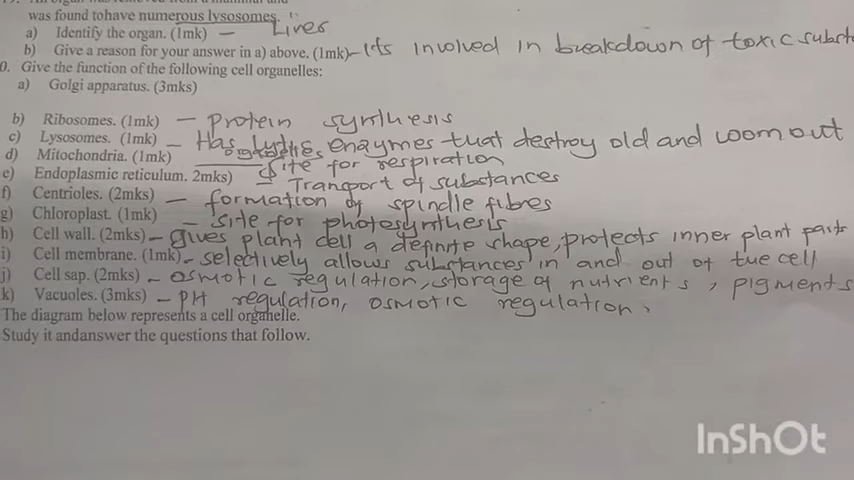 was found tohave numerous lysosomes.
a) Identify the organ. (1mk) – Liver
b) Give a reason for your answer in a) above. (1mk) – Its involved in breakdown of toxic subst
0. Give the function of the following cell organelles:
a) Golgi apparatus. (3mks)
b) Ribosomes. (1mk) – protein synthesis
c) Lysosomes. (1mk) – Has lytic enzymes that destroy old and woom out
organelles
d) Mitochondria. (1mk) site for respiration
e) Endoplasmic reticulum. 2mks) – Transport of substances
f) Centrioles. (2mks) – formation of spindle fibres
g) Chloroplast. (1mk) – site for photosynthesis
h) Cell wall. (2mks) – gives plant cell a definite shape, protects inner plant parts
i) Cell membrane. (1mk) – selectively allows substances in and out of the cell
j) Cell sap. (2mks) – osmotic regulation, storage of nutrients, pigments
k) Vacuoles. (3mks) – PH regulation, osmotic regulation,
The diagram below represents a cell organelle.
Study it andanswer the questions that follow.
InShOt